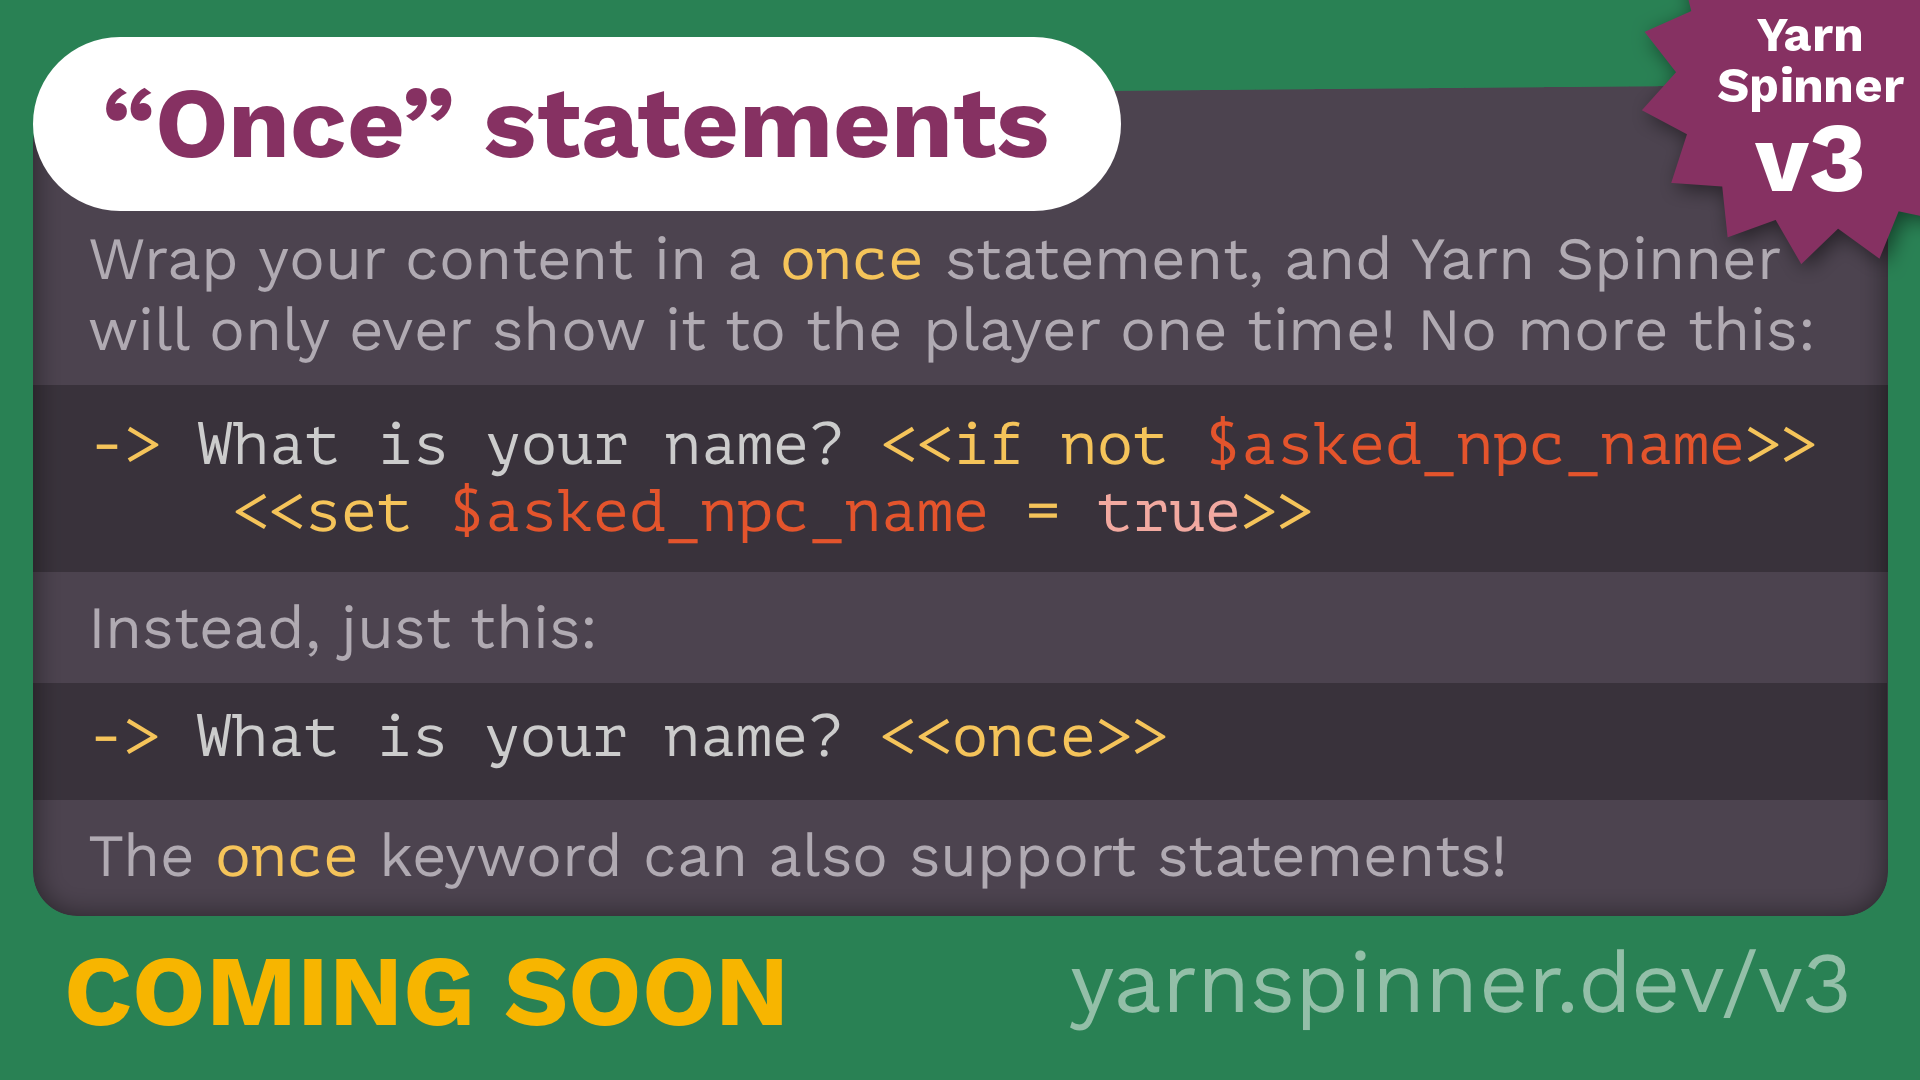 “Once” statements
Yarn
Spinner
v3
Wrap your content in a once statement, and Yarn Spinner
will only ever show it to the player one time! No more this:
-> What is your name? <<if not $asked_npc_name>>
    <<set $asked_npc_name = true>>
Instead, just this:
-> What is your name? <<once>>
The once keyword can also support statements!
COMING SOON
yarnspinner.dev/v3